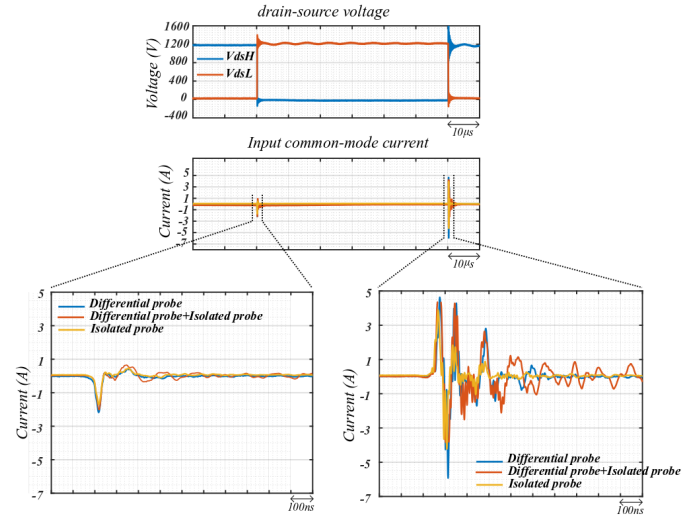 drain-source voltage
Voltage (V)
1600
1200
800
400
0
-400
VdsH
VdsL
10μs
Input common-mode current
Current (A)
5
3
1
-1
-3
-5
-7
10μs
5
3
1
-1
-3
-5
-7
Current (A)
Differential probe
Differential probe+Isolated probe
Isolated probe
100ns
5
3
1
-1
-3
-5
-7
Current (A)
Differential probe
Differential probe+Isolated probe
Isolated probe
100ns